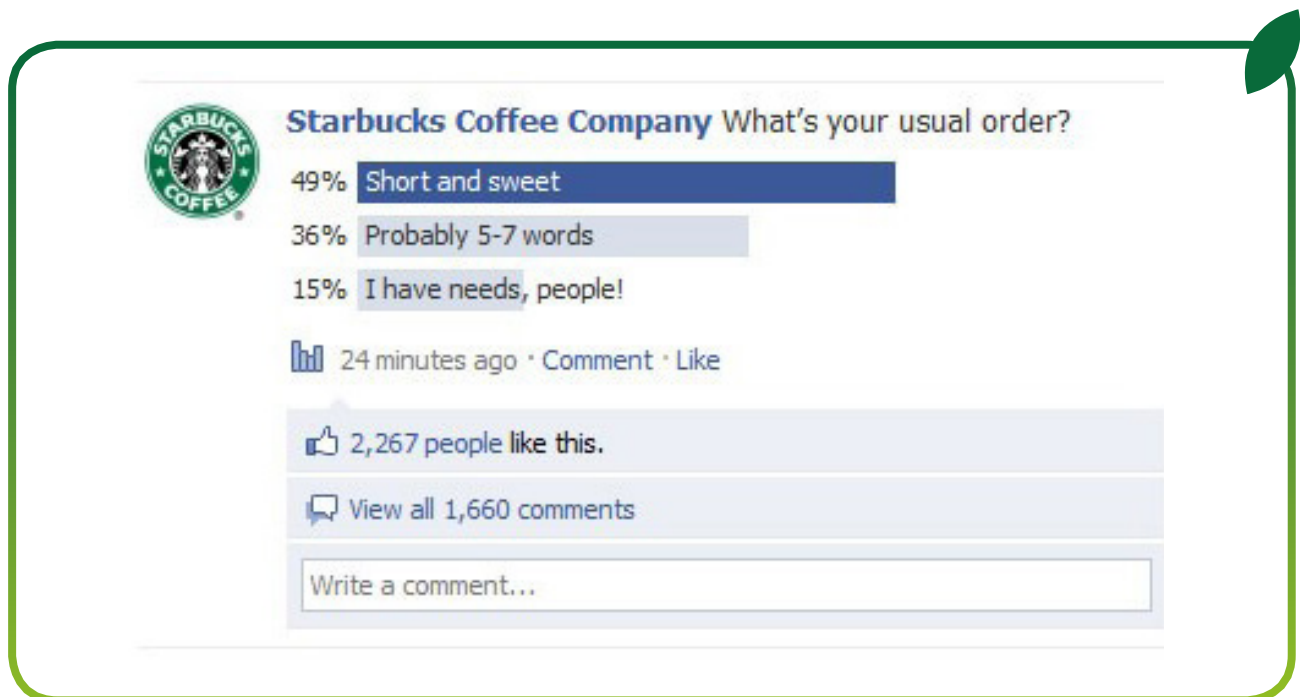 STARBUCKS COFFEE
Starbucks Coffee Company What's your usual order?
49% Short and sweet
36% Probably 5-7 words
15% I have needs, people!
24 minutes ago · Comment · Like
2,267 people like this.
View all 1,660 comments
Write a comment...